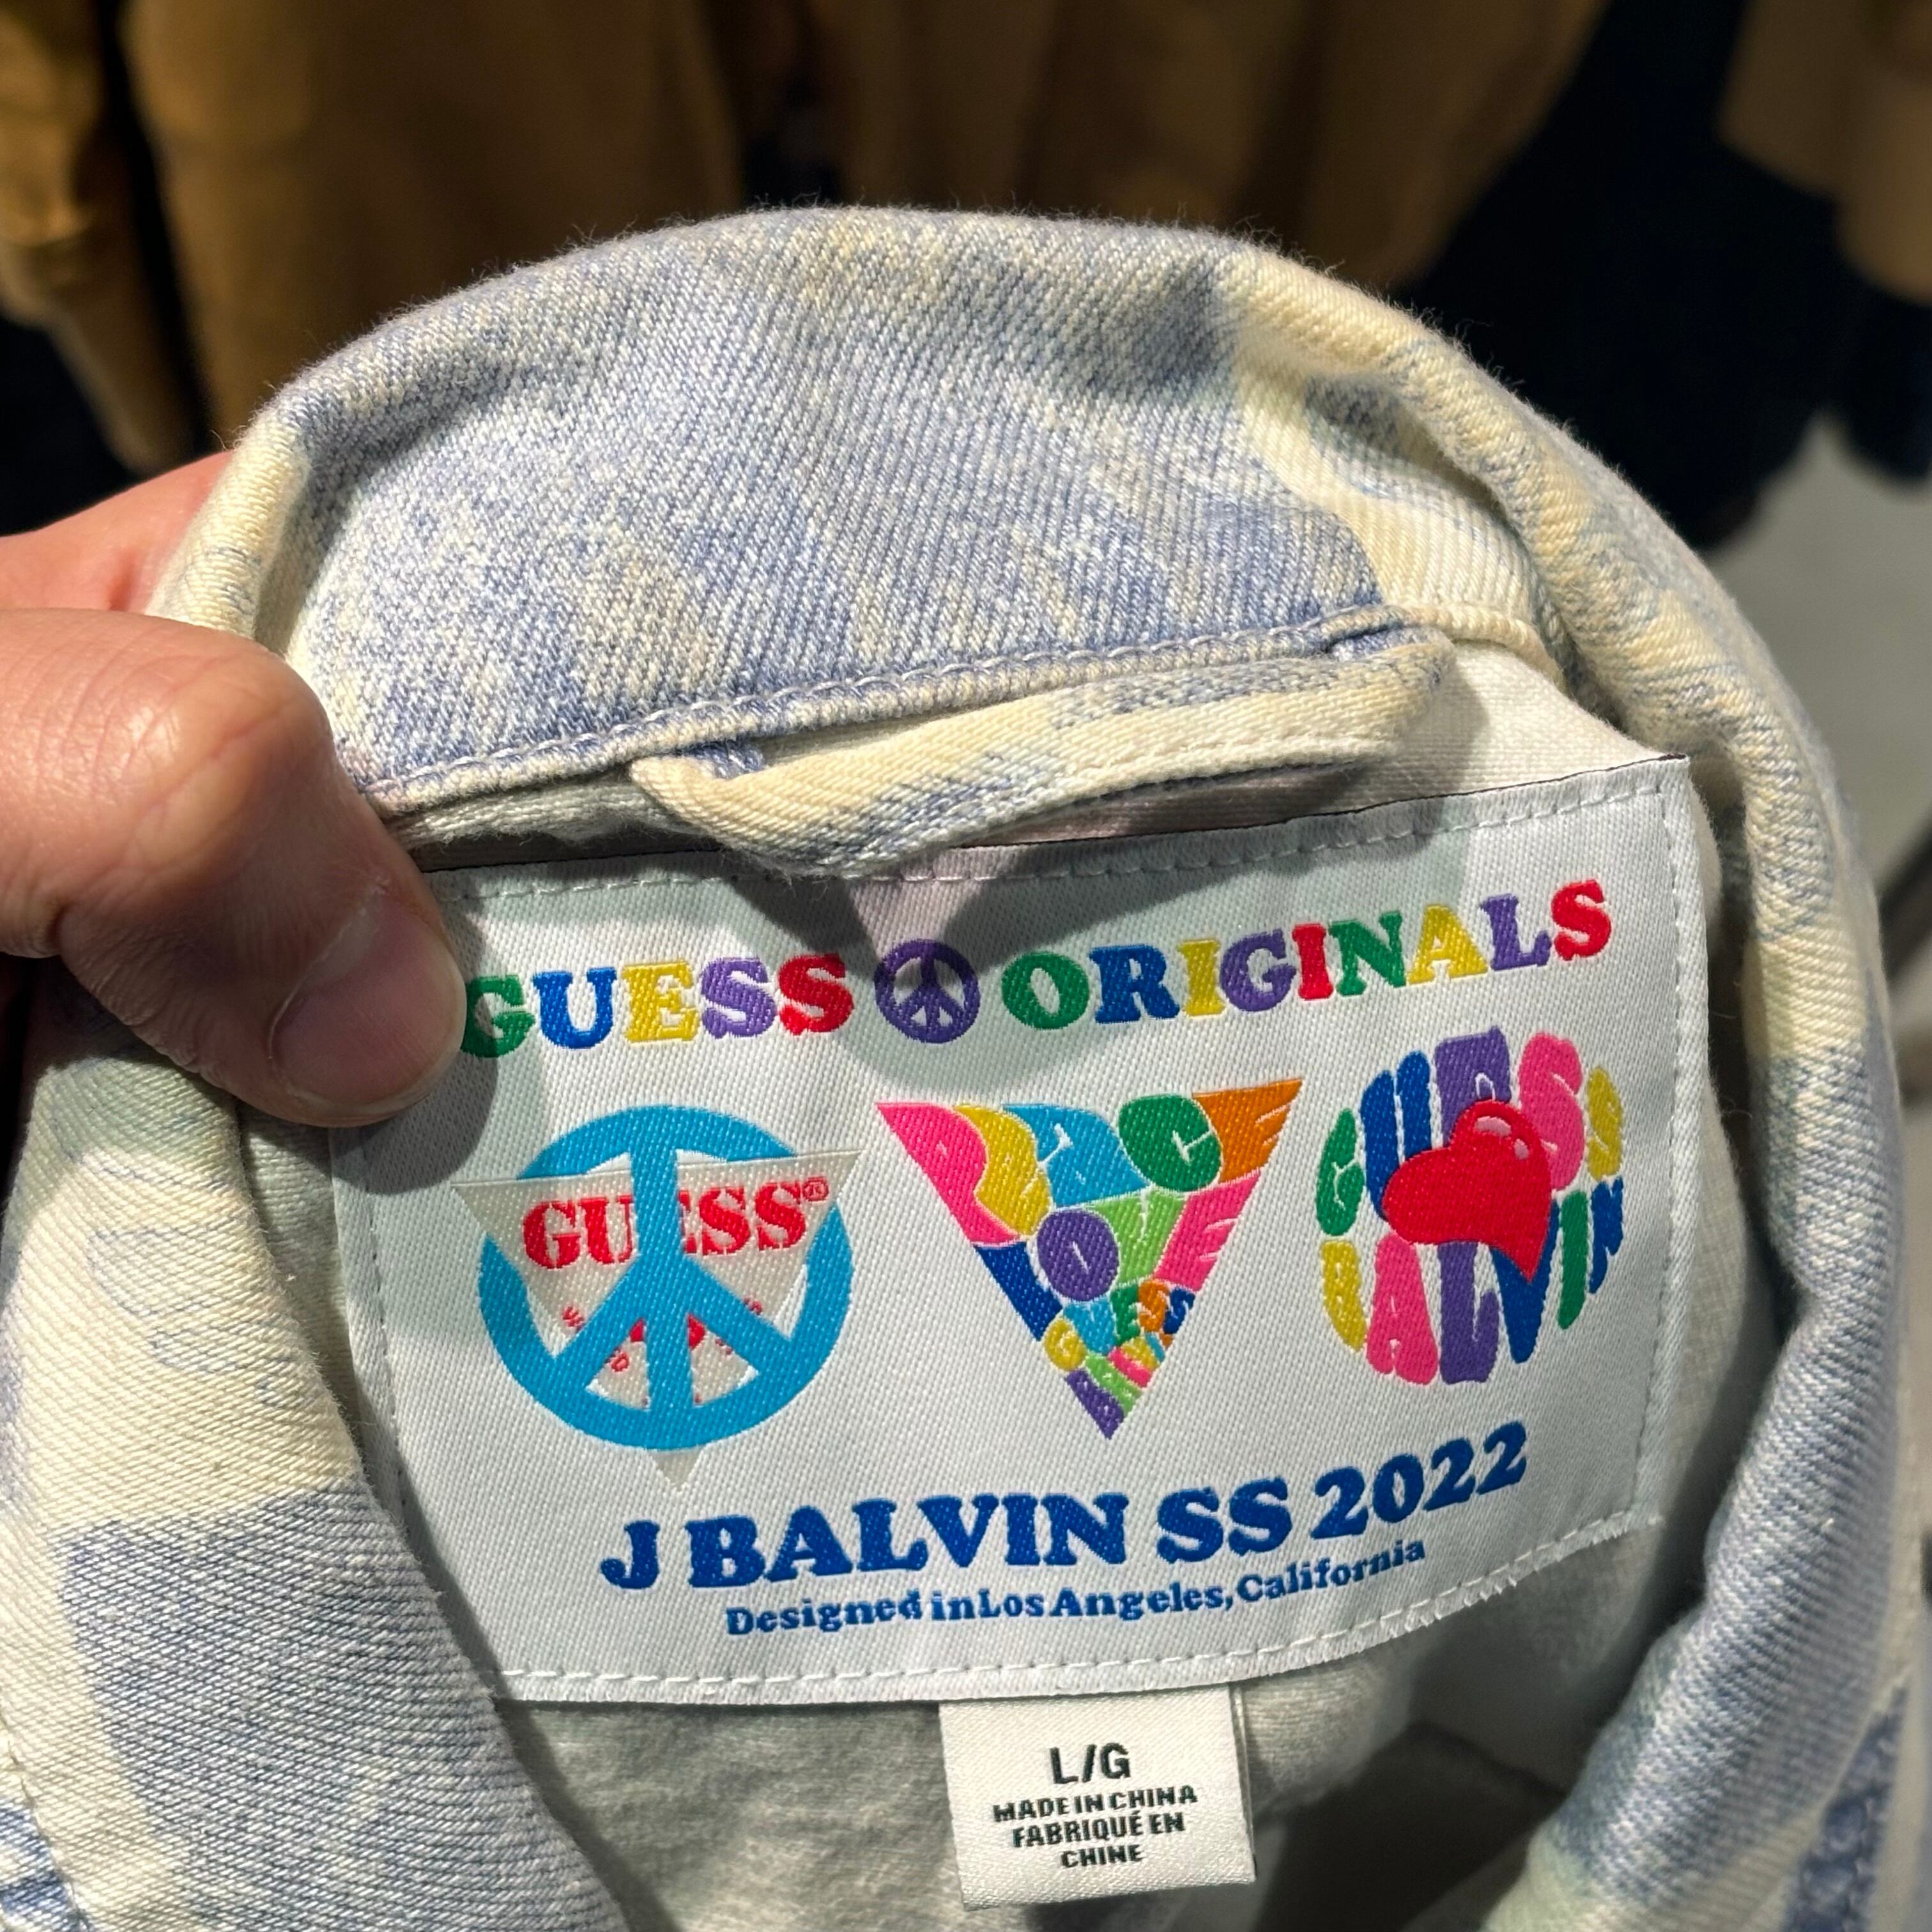 GUESS ORIGINALS
GUESS®
PEACE
LOVE
GUESS
BALVIN
GUESS
BALVIN
J BALVIN SS 2022
Designed in Los Angeles, California
L/G
MADE IN CHINA
FABRIQUÉ EN
CHINE